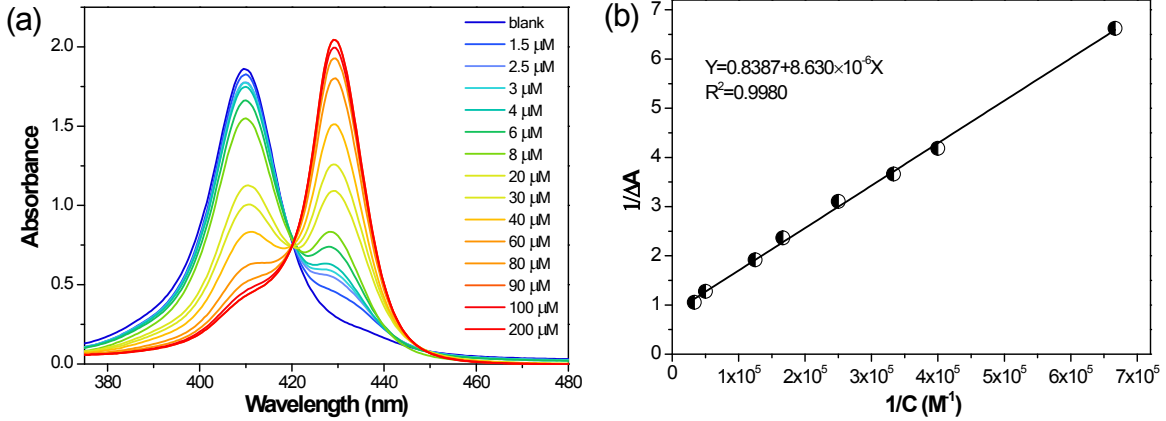 (a)
Absorbance
2.0
1.5
1.0
0.5
0.0
380
400
420
440
460
480
Wavelength (nm)
blank
1.5 μM
2.5 μM
3 μM
4 μM
6 μM
8 μM
20 μM
30 μM
40 μM
60 μM
80 μM
90 μM
100 μM
200 μM
(b)
1/ΔA
7
6
5
4
3
2
1
0
Y=0.8387+8.630×10⁻⁶X
R²=0.9980
0
1x10⁵
2x10⁵
3x10⁵
4x10⁵
5x10⁵
6x10⁵
7x10⁵
1/C (M⁻¹)